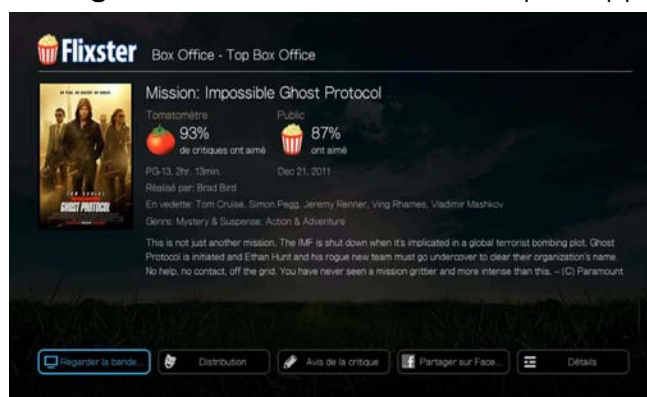 Flixster Box Office - Top Box Office
Mission: Impossible Ghost Protocol
Tomatomètre Public
93% 87%
de critiques ont aimé ont aimé
PG-13, 2hr. 13min. Dec 21, 2011
Réalisé par: Brad Bird
En vedette: Tom Cruise, Simon Pegg, Jeremy Renner, Ving Rhames, Vladimir Mashkov
Genre: Mystery & Suspense, Action & Adventure
This is not just another mission. The IMF is shut down when it's implicated in a global terrorist bombing plot. Ghost
Protocol is initiated and Ethan Hunt and his rogue new team must go undercover to clear their organization's name.
No help, no contact, off the grid. You have never seen a mission grittier and more intense than this. – (C) Paramount
TOM CRUISE
GHOST PROTOCOL
Regarder la bande... Distribution Avis de la critique Partager sur Face... Détails